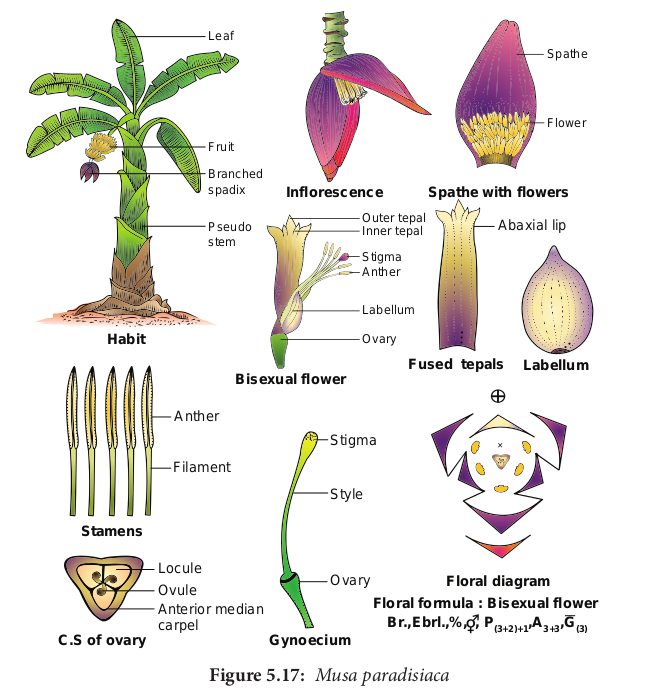 Leaf
Fruit
Branched
spadix
Pseudo
stem
Habit
Inflorescence
Spathe
Flower
Spathe with flowers
Outer tepal
Inner tepal
Stigma
Anther
Labellum
Ovary
Bisexual flower
Abaxial lip
Fused tepals
Labellum
Anther
Filament
Stamens
Locule
Ovule
Anterior median
carpel
C.S of ovary
Stigma
Style
Ovary
Gynoecium
Floral diagram
Floral formula : Bisexual flower
Br.,Ebrl.,%,⚥, P(3+2)+1,A3+3,G̅(3)
Figure 5.17: Musa paradisiaca